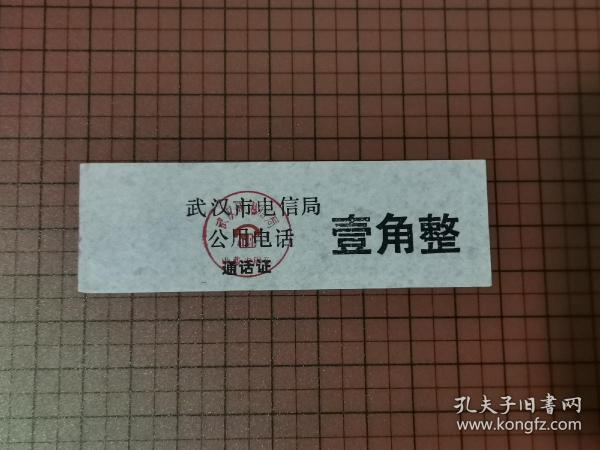 武汉市电信局
公用电话
通话证
壹角整
孔夫子旧书网
www.kongfz.com